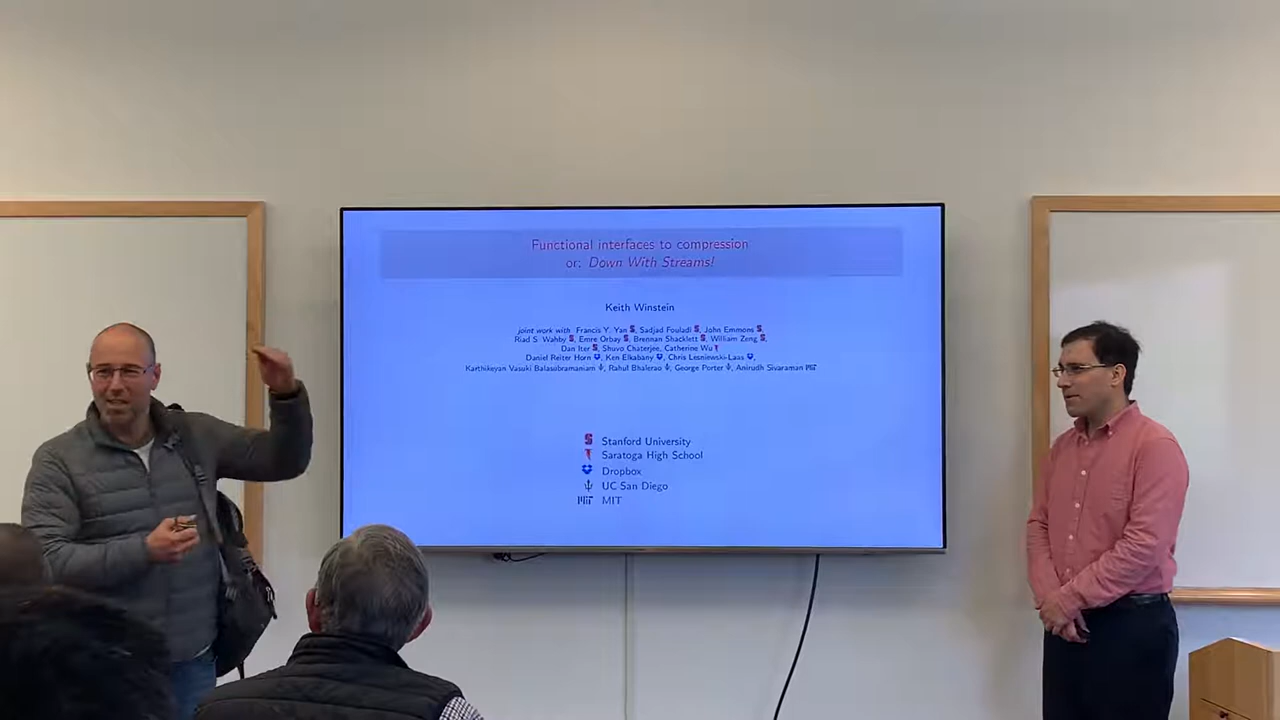 Functional interfaces to compression
or: Down With Streams!
Keith Winstein
joint work with Francis Y. Yan S, Sadjad Fouladi S, John Emmons S,
Riad S. Wahby S, Emre Orbay S, Brennan Shacklett S, William Zeng S,
Dan Iter S, Shuvo Chaterjee, Catherine Wu
Daniel Reiter Horn, Ken Elkabany, Chris Lesniewski-Laas,
Karthikeyan Vasuki Balasubramaniam, Rahul Bhalerao, George Porter, Anirudh Sivaraman MIT
S Stanford University
Saratoga High School
Dropbox
UC San Diego
MIT MIT